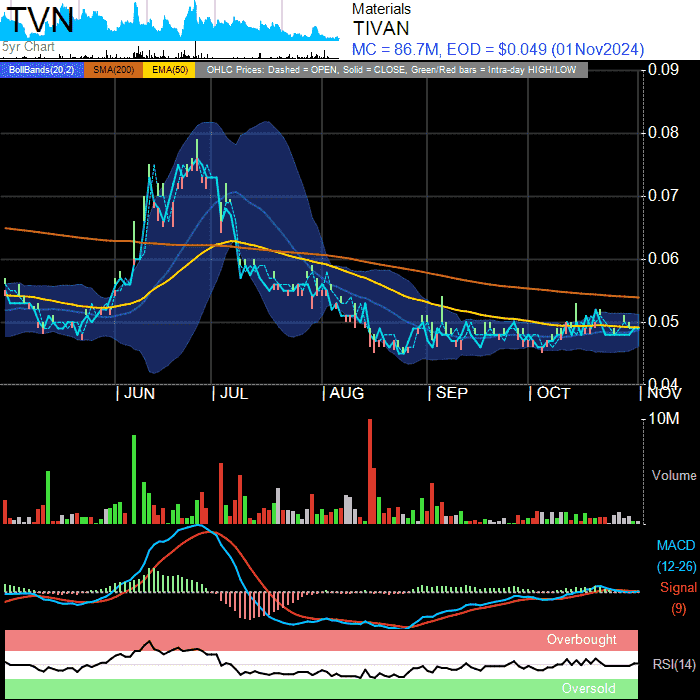 TVN
5yr Chart
Materials
TIVAN
MC = 86.7M, EOD = $0.049 (01Nov2024)
BollBands(20,2) SMA(200) EMA(50) OHLC Prices: Dashed = OPEN, Solid = CLOSE, Green/Red bars = Intra-day HIGH/LOW
0.09
0.08
0.07
0.06
0.05
0.04
JUN JUL AUG SEP OCT NOV
10M
Volume
MACD
(12-26)
Signal
(9)
Overbought
RSI(14)
Oversold